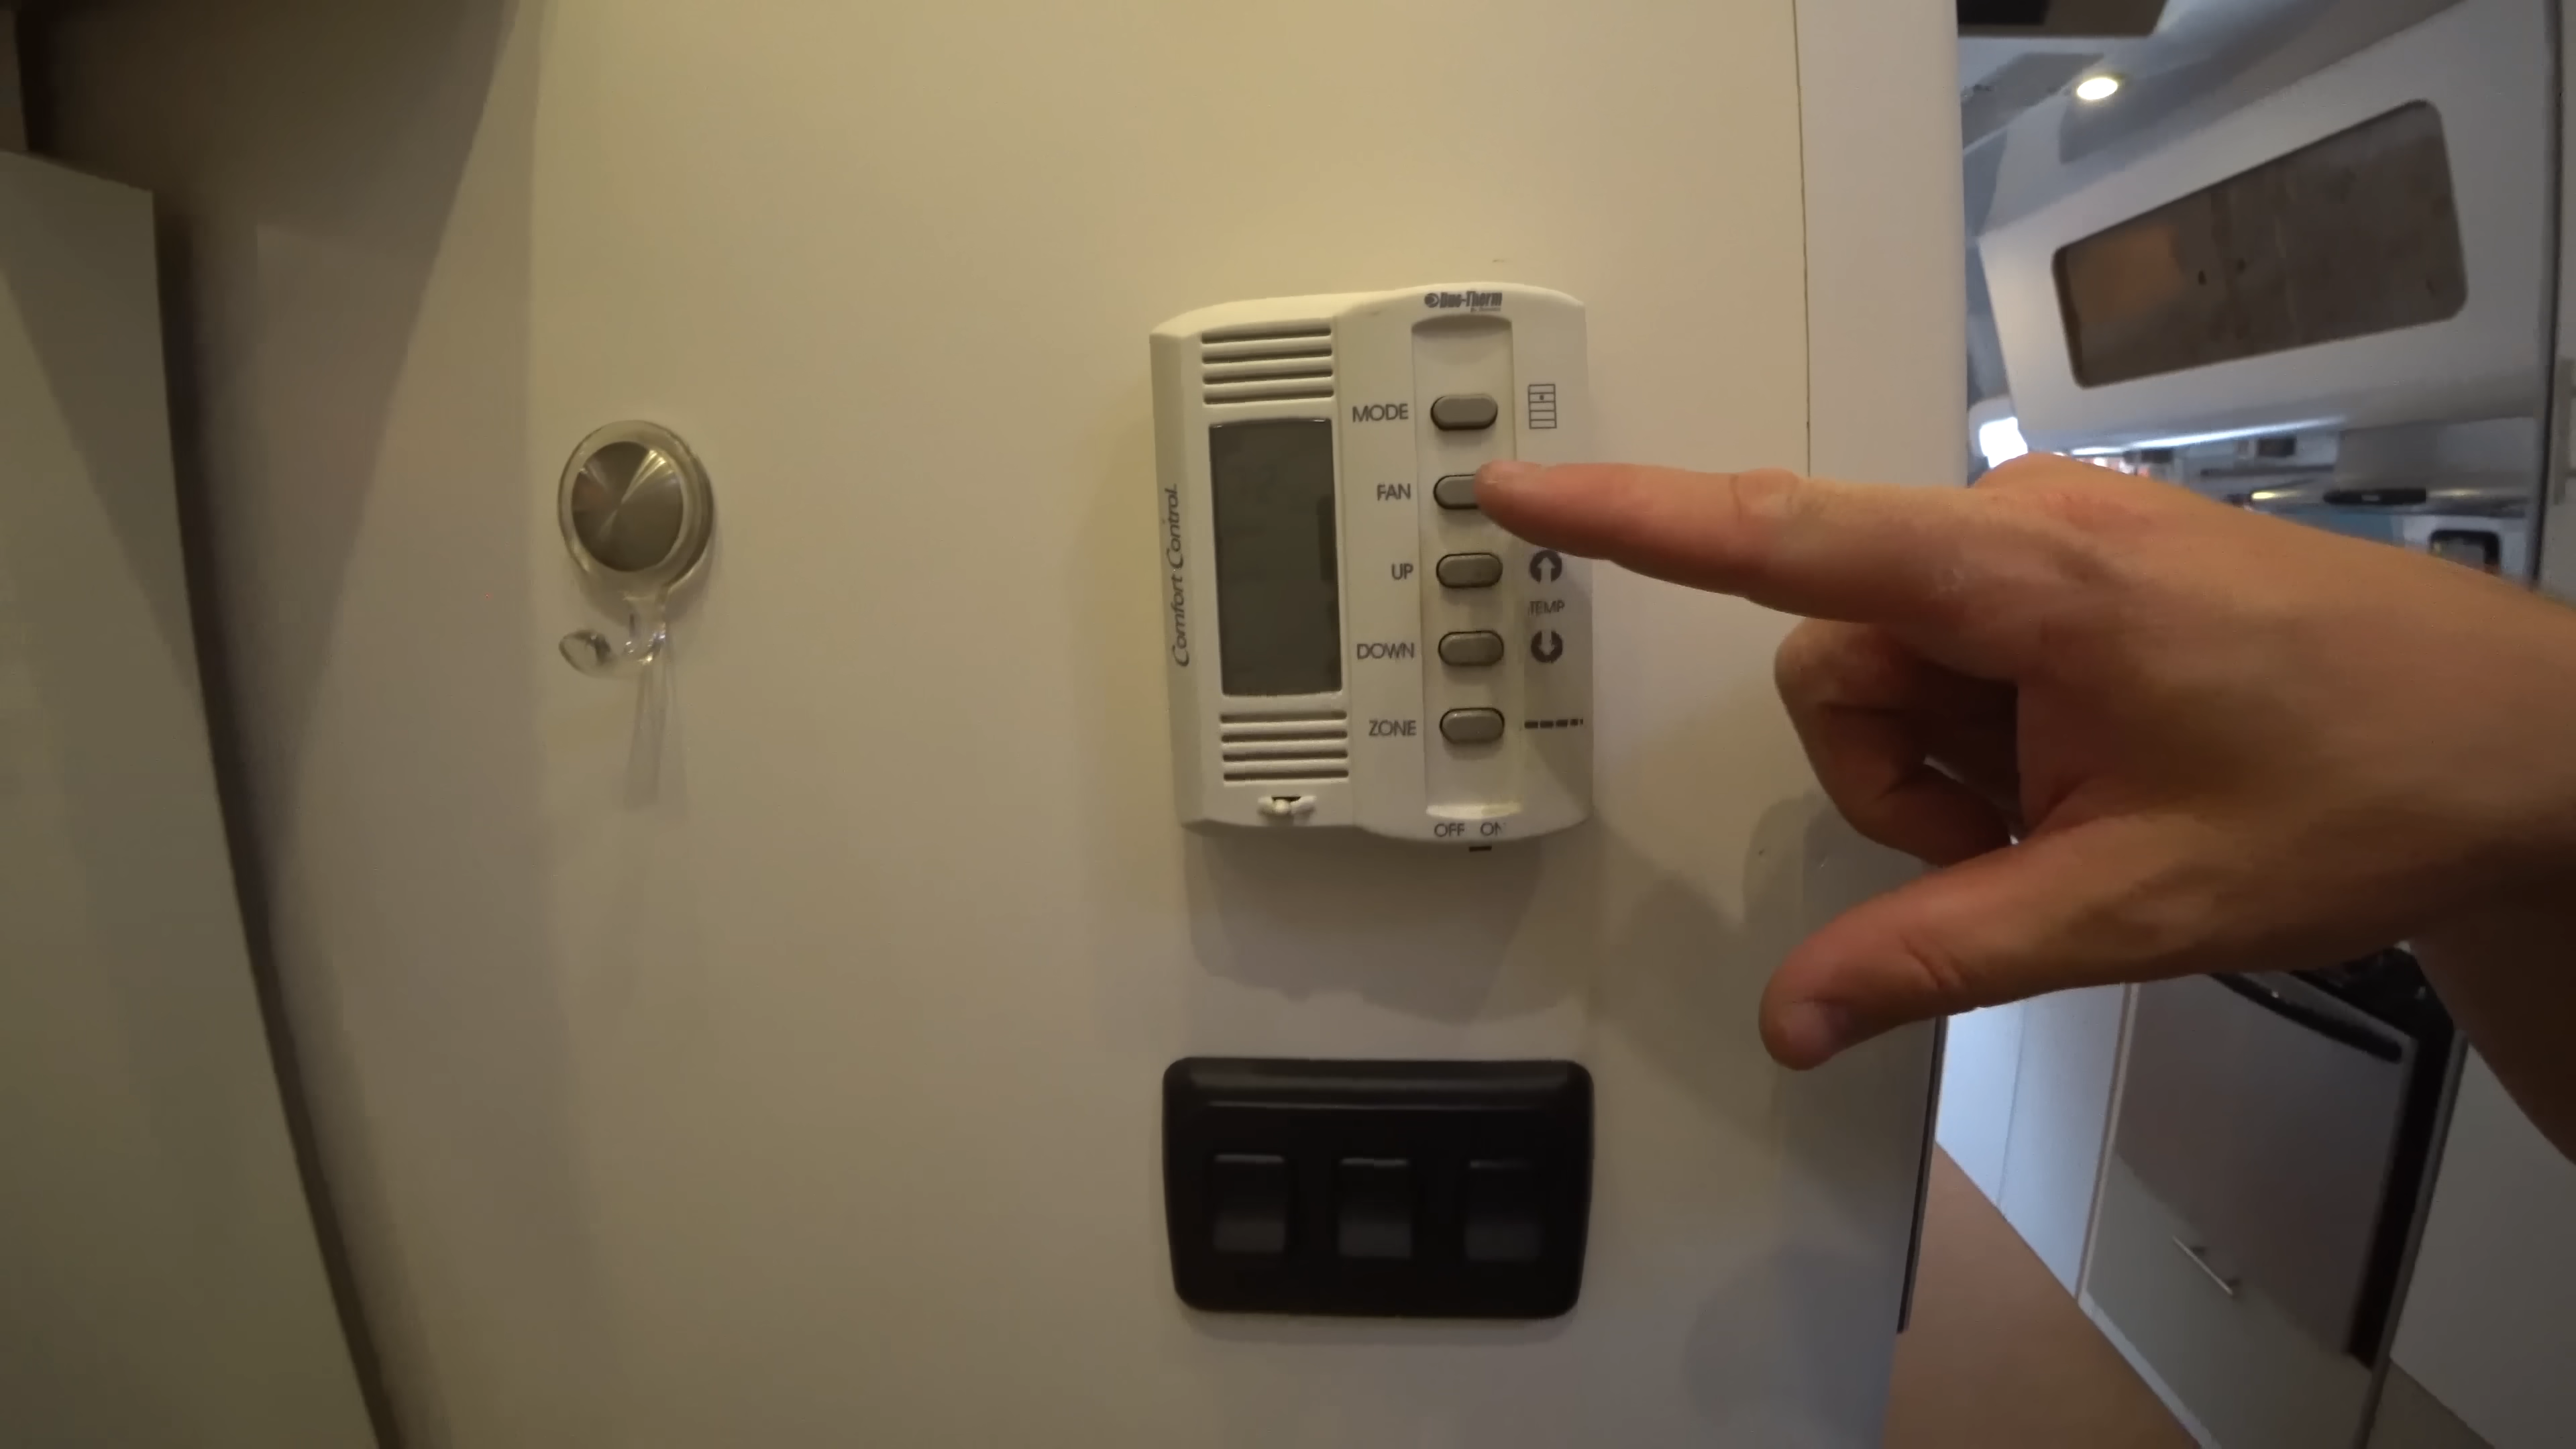 Duo-Therm
MODE
FAN
UP
TEMP
DOWN
ZONE
OFF ON
Comfort Control